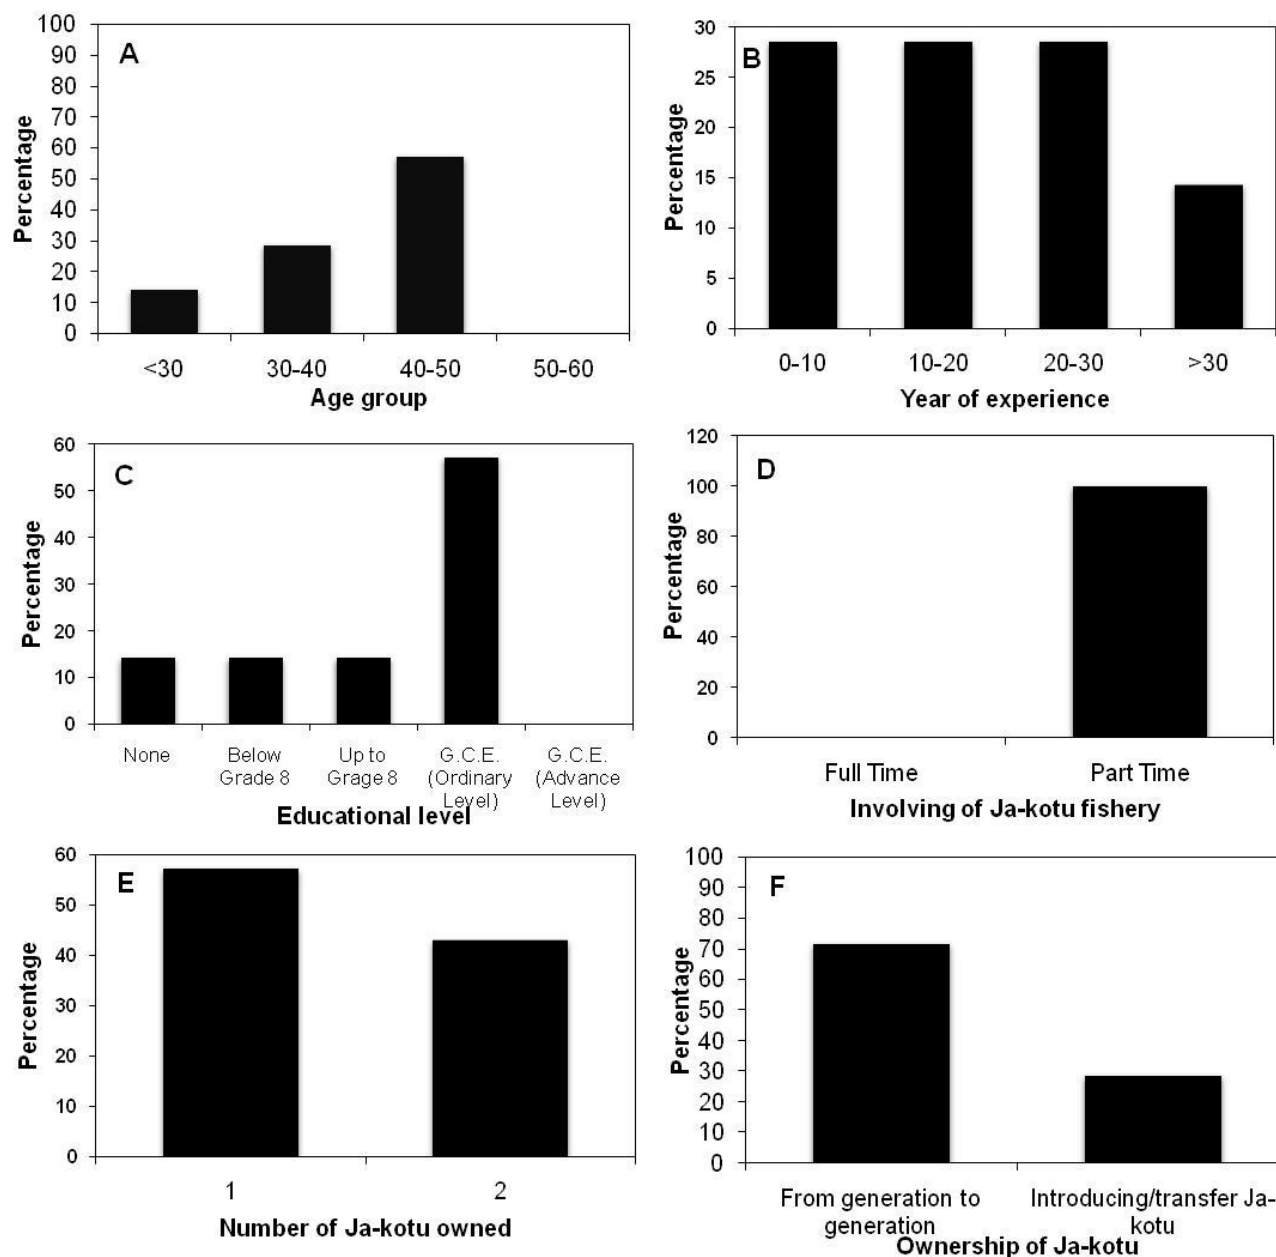 A
100
90
80
70
60
50
40
30
20
10
0
Percentage
<30 30-40 40-50 50-60
Age group
B
30
25
20
15
10
5
0
Percentage
0-10 10-20 20-30 >30
Year of experience
C
60
50
40
30
20
10
0
Percentage
None Below Up to G.C.E. G.C.E.
Grade 8 Grage 8 (Ordinary (Advance
Level) Level)
Educational level
D
120
100
80
60
40
20
0
Percentage
Full Time Part Time
Involving of Ja-kotu fishery
E
60
50
40
30
20
10
0
Percentage
1 2
Number of Ja-kotu owned
F
100
90
80
70
60
50
40
30
20
10
0
Percentage
From generation to Introducing/transfer Ja-
generation kotu
Ownership of Ja-kotu